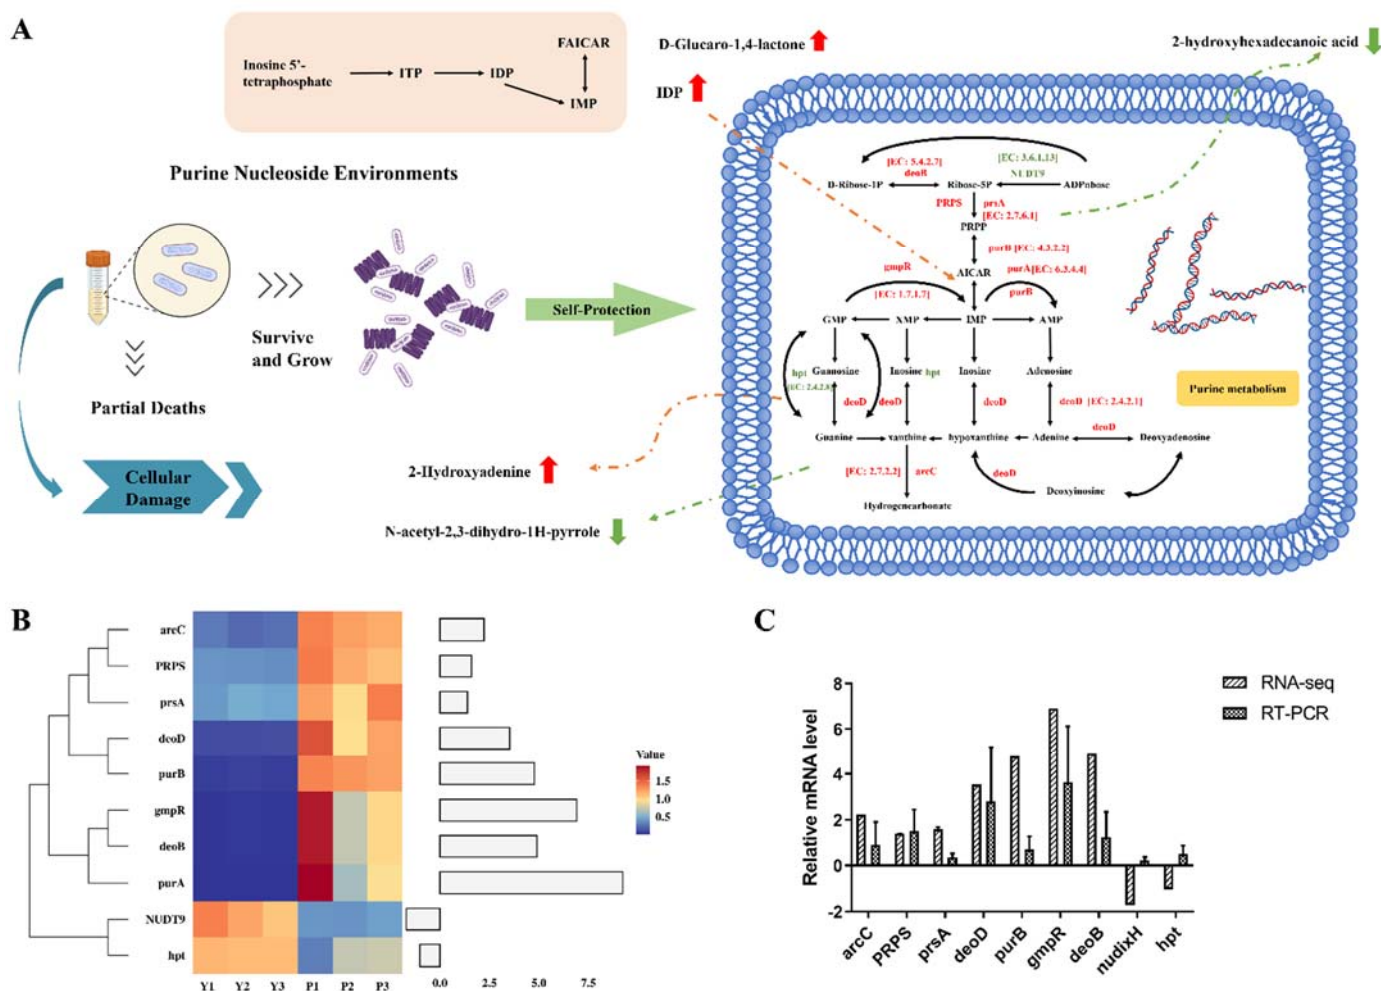 A
Inosine 5'-
tetraphosphate
ITP
IDP
FAICAR
IMP
D-Glucaro-1,4-lactone
IDP
2-hydroxyhexadecanoic acid
Purine Nucleoside Environments
Survive
and Grow
Partial Deaths
Cellular
Damage
Self-Protection
2-Hydroxyadenine
N-acetyl-2,3-dihydro-1H-pyrrole
[EC: 5.4.2.7]
deoB
[EC: 3.6.1.13]
NUDT9
D-Ribose-1P
Ribose-5P
ADPribose
PRPS
prsA
[EC: 2.7.6.1]
PRPP
purB [EC: 4.3.2.2]
gmpR
AICAR
purA[EC: 6.3.4.4]
[EC: 1.7.1.7]
purB
GMP
XMP
IMP
AMP
hpt
[EC: 2.4.2.8]
Guanosine
Inosine
hpt
Inosine
Adenosine
deoD
deoD
deoD
deoD [EC: 2.4.2.1]
deoD
Guanine
xanthine
hypoxanthine
Adenine
Deoxyadenosine
[EC: 2.7.2.2]
arcC
deoD
Deoxyinosine
Hydrogencarbonate
Purine metabolism
B
arcC
PRPS
prsA
deoD
purB
gmpR
deoB
purA
NUDT9
hpt
Y1 Y2 Y3 P1 P2 P3
0.0 2.5 5.0 7.5
Value
1.5
1.0
0.5
C
RNA-seq
RT-PCR
Relative mRNA level
8
6
4
2
0
-2
arcC
PRPS
prsA
deoD
purB
gmpR
deoB
nudixH
hpt